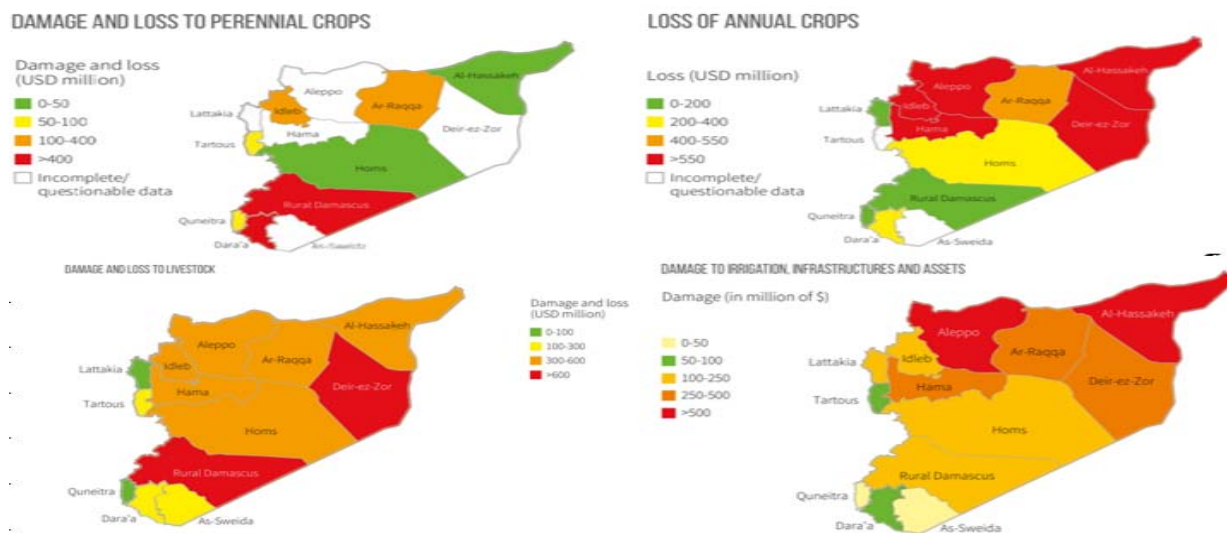 DAMAGE AND LOSS TO PERENNIAL CROPS
Damage and loss
(USD million)
0-50
50-100
100-400
>400
Incomplete/
questionable data
Al-Hassakeh
Aleppo
Ar-Raqqa
Idleb
Lattakia
Hama
Deir-ez-Zor
Tartous
Homs
Rural Damascus
Quneitra
Dara'a
As-Sweida
LOSS OF ANNUAL CROPS
Loss (USD million)
0-200
200-400
400-550
>550
Incomplete/
questionable data
Al-Hassakeh
Aleppo
Ar-Raqqa
Idleb
Lattakia
Hama
Deir-ez-Zor
Tartous
Homs
Rural Damascus
Quneitra
Dara'a
As-Sweida
DAMAGE AND LOSS TO LIVESTOCK
Damage and loss
(USD million)
0-100
100-300
300-600
>600
Al-Hassakeh
Aleppo
Ar-Raqqa
Idleb
Lattakia
Hama
Deir-ez-Zor
Tartous
Homs
Rural Damascus
Quneitra
Dara'a
As-Sweida
DAMAGE TO IRRIGATION, INFRASTRUCTURES AND ASSETS
Damage (in million of $)
0-50
50-100
100-250
250-500
>500
Al-Hassakeh
Aleppo
Ar-Raqqa
Idleb
Lattakia
Hama
Deir-ez-Zor
Tartous
Homs
Rural Damascus
Quneitra
Dara'a
As-Sweida